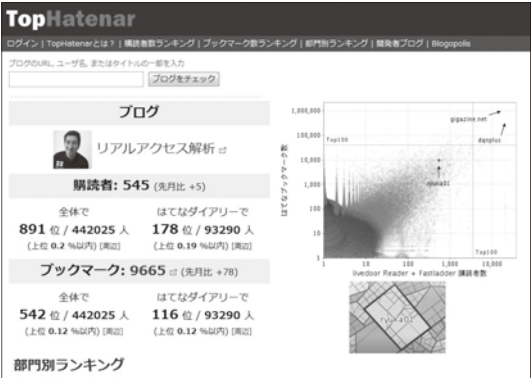 TopHatenar
ログイン | TopHatenarとは? | 購読者数ランキング | ブックマーク数ランキング | 部門別ランキング | 開発者ブログ | Blogopolis
ブログのURL, ユーザ名, またはタイトルの一部を入力
ブログをチェック
ブログ
リアルアクセス解析
購読者: 545 (先月比 +5)
全体で はてなダイアリーで
891 位 / 442025 人 178 位 / 93290 人
(上位 0.2 %以内) [周辺] (上位 0.19 %以内) [周辺]
ブックマーク: 9665 (先月比 +78)
全体で はてなダイアリーで
542 位 / 442025 人 116 位 / 93290 人
(上位 0.12 %以内) [周辺] (上位 0.12 %以内) [周辺]
部門別ランキング
はてなブックマーク数
1,000,000
100,000
10,000
1,000
100
10
1
gigazine.net
dqnplus
Top100
ryuka01
Top100
1 10 100 1,000 10,000
livedoor Reader + Fastladder 購読者数
ryuka01